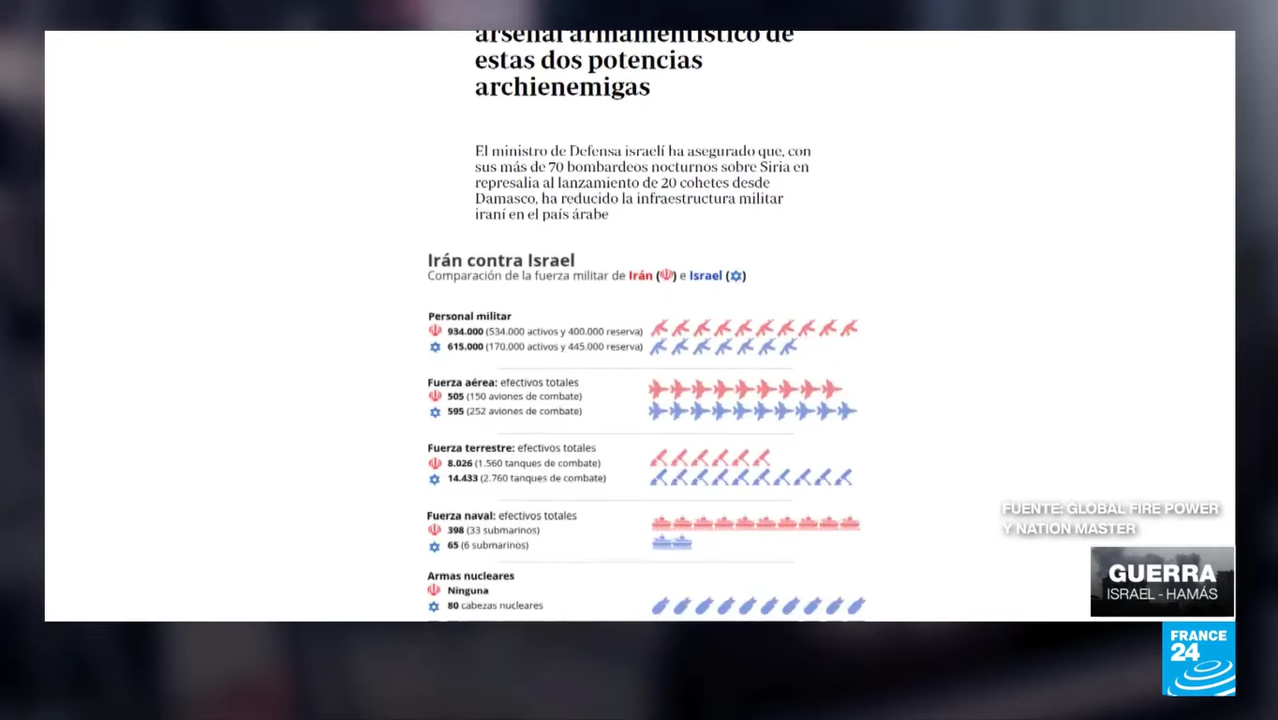 arsenal armamentístico de
estas dos potencias
archienemigas
El ministro de Defensa israelí ha asegurado que, con
sus más de 70 bombardeos nocturnos sobre Siria en
represalia al lanzamiento de 20 cohetes desde
Damasco, ha reducido la infraestructura militar
iraní en el país árabe
Irán contra Israel
Comparación de la fuerza militar de Irán () e Israel ()
Personal militar
934.000 (534.000 activos y 400.000 reserva)
615.000 (170.000 activos y 445.000 reserva)
Fuerza aérea: efectivos totales
505 (150 aviones de combate)
595 (252 aviones de combate)
Fuerza terrestre: efectivos totales
8.026 (1.560 tanques de combate)
14.433 (2.760 tanques de combate)
Fuerza naval: efectivos totales
398 (33 submarinos)
65 (6 submarinos)
Armas nucleares
Ninguna
80 cabezas nucleares
FUENTE: GLOBAL FIRE POWER
Y NATION MASTER
GUERRA
ISRAEL - HAMÁS
FRANCE
24